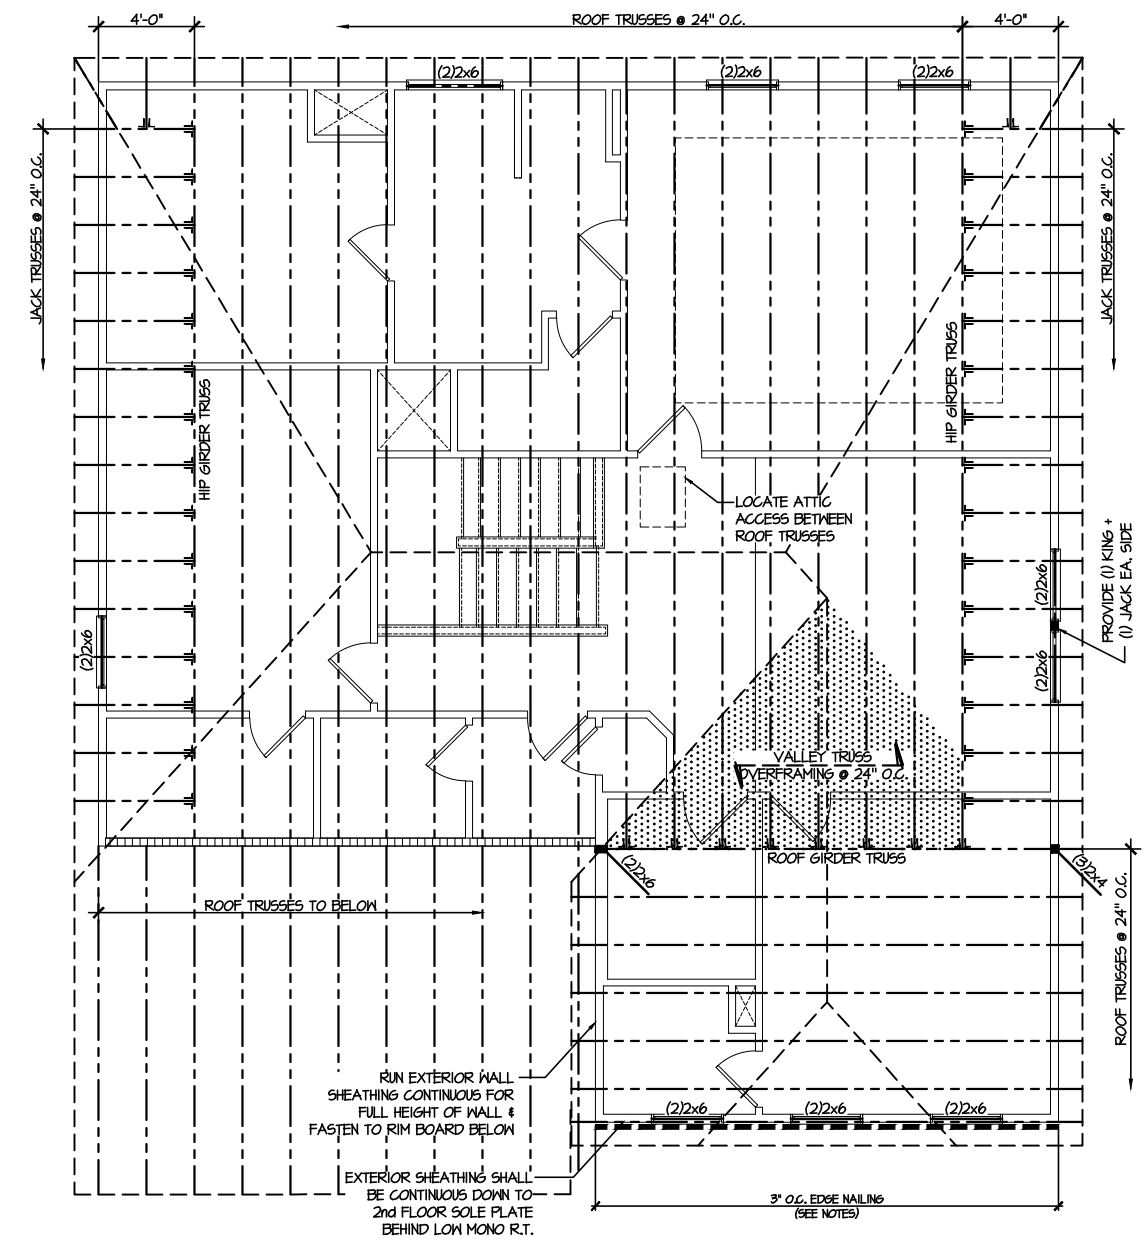 4'-0"
ROOF TRUSSES @ 24" O.C.
4'-0"
(2)2x6
(2)2x6
(2)2x6
JACK TRUSSES @ 24" O.C.
JACK TRUSSES @ 24" O.C.
HIP GIRDER TRUSS
HIP GIRDER TRUSS
LOCATE ATTIC
ACCESS BETWEEN
ROOF TRUSSES
PROVIDE (1) KING +
(1) JACK EA. SIDE
(2)2x6
(2)2x6
(2)2x6
VALLEY TRUSS
OVERFRAMING @ 24" O.C.
ROOF GIRDER TRUSS
(2)2x6
(3)2x4
ROOF TRUSSES TO BELOW
ROOF TRUSSES @ 24" O.C.
RUN EXTERIOR WALL
SHEATHING CONTINUOUS FOR
FULL HEIGHT OF WALL &
FASTEN TO RIM BOARD BELOW
(2)2x6
(2)2x6
(2)2x6
EXTERIOR SHEATHING SHALL
BE CONTINUOUS DOWN TO
2nd FLOOR SOLE PLATE
BEHIND LOW MONO R.T.
3" O.C. EDGE NAILING
(SEE NOTES)